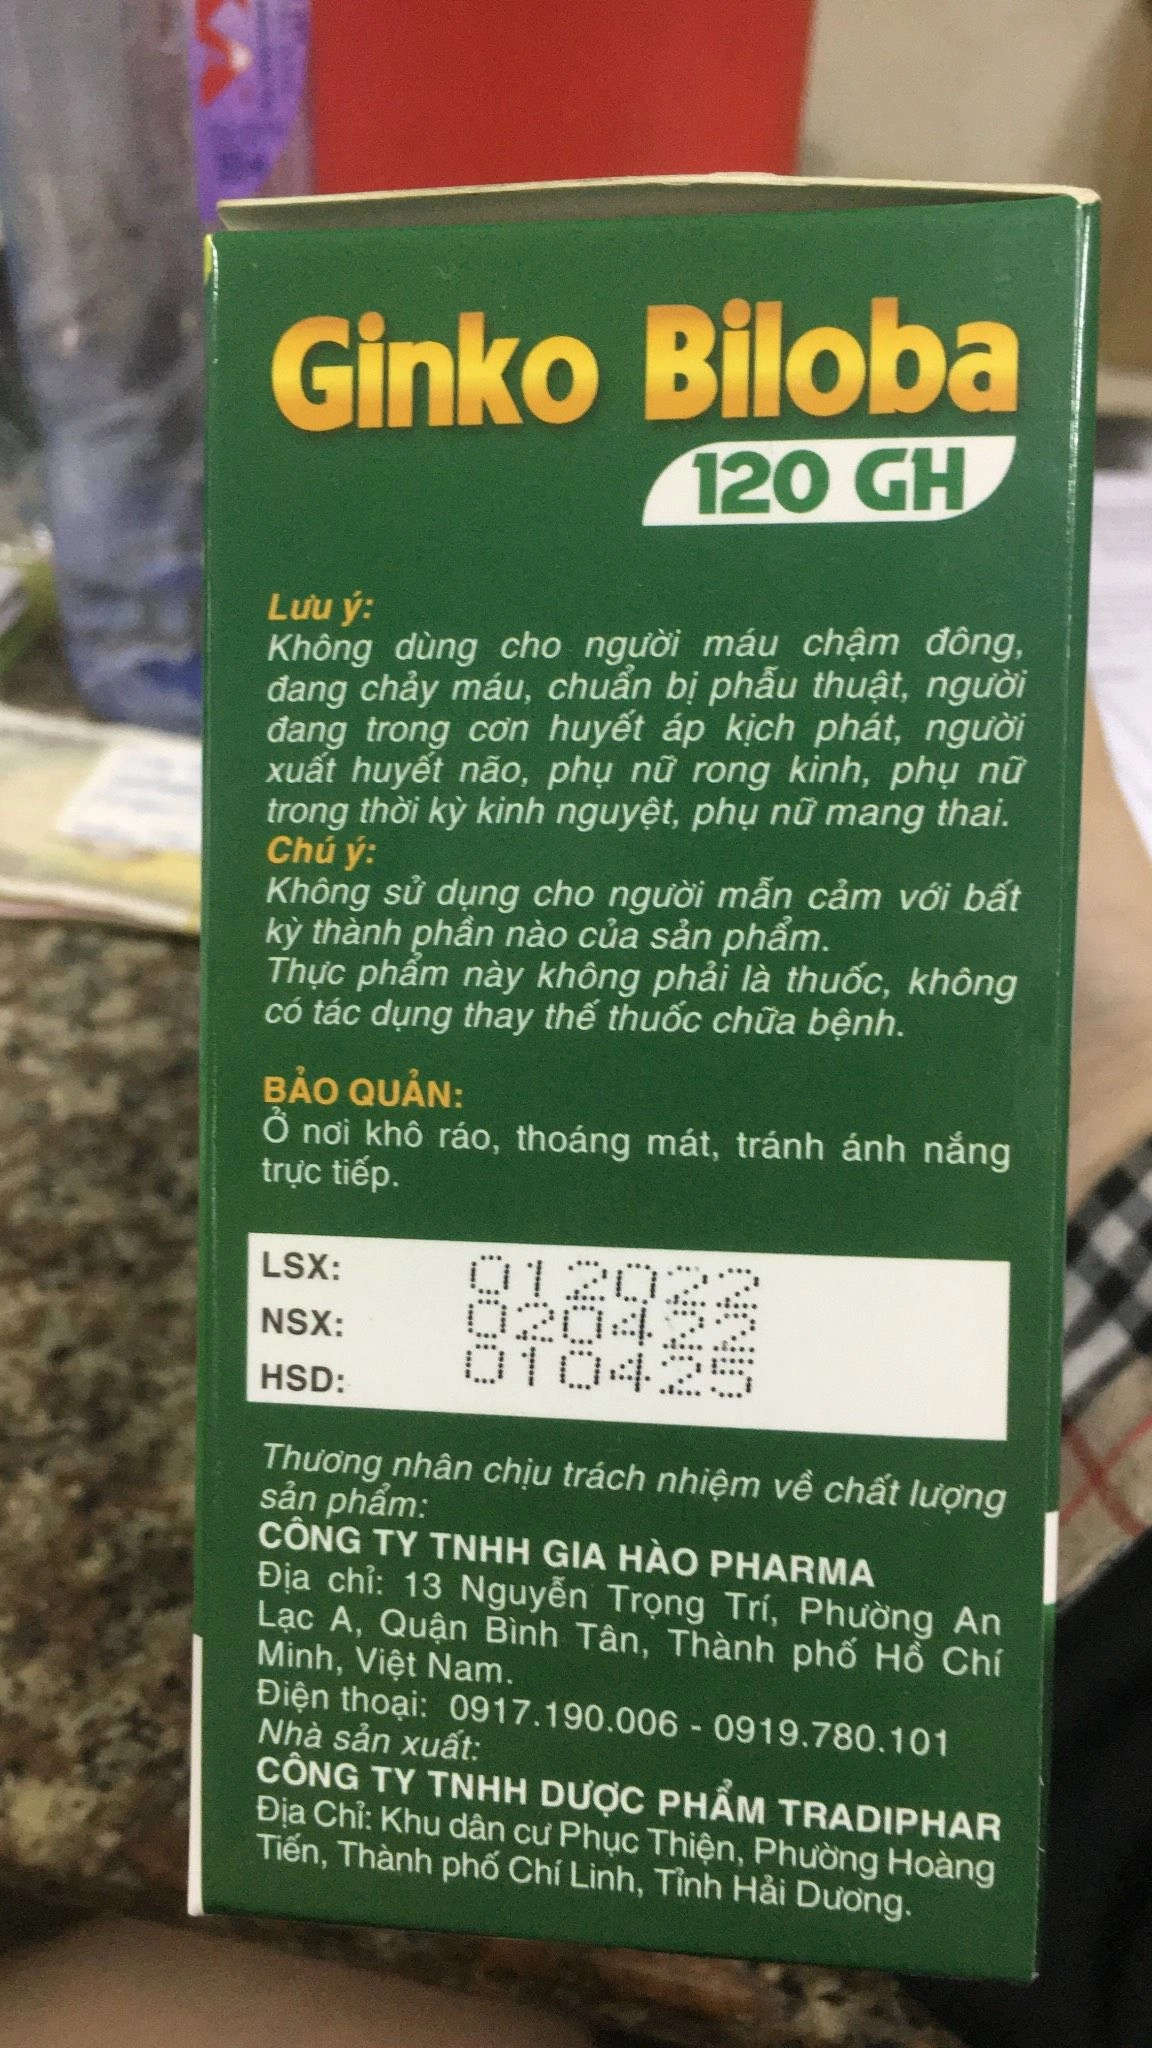 Ginko Biloba
120 GH
Lưu ý:
Không dùng cho người máu chậm đông,
đang chảy máu, chuẩn bị phẫu thuật, người
đang trong cơn huyết áp kịch phát, người
xuất huyết não, phụ nữ rong kinh, phụ nữ
trong thời kỳ kinh nguyệt, phụ nữ mang thai.
Chú ý:
Không sử dụng cho người mẫn cảm với bất
kỳ thành phần nào của sản phẩm.
Thực phẩm này không phải là thuốc, không
có tác dụng thay thế thuốc chữa bệnh.
BẢO QUẢN:
Ở nơi khô ráo, thoáng mát, tránh ánh nắng
trực tiếp.
LSX: 012022
NSX: 020422
HSD: 010425
Thương nhân chịu trách nhiệm về chất lượng
sản phẩm:
CÔNG TY TNHH GIA HÀO PHARMA
Địa chỉ: 13 Nguyễn Trọng Trí, Phường An
Lạc A, Quận Bình Tân, Thành phố Hồ Chí
Minh, Việt Nam.
Điện thoại: 0917.190.006 - 0919.780.101
Nhà sản xuất:
CÔNG TY TNHH DƯỢC PHẨM TRADIPHAR
Địa Chỉ: Khu dân cư Phục Thiện, Phường Hoàng
Tiến, Thành phố Chí Linh, Tỉnh Hải Dương.